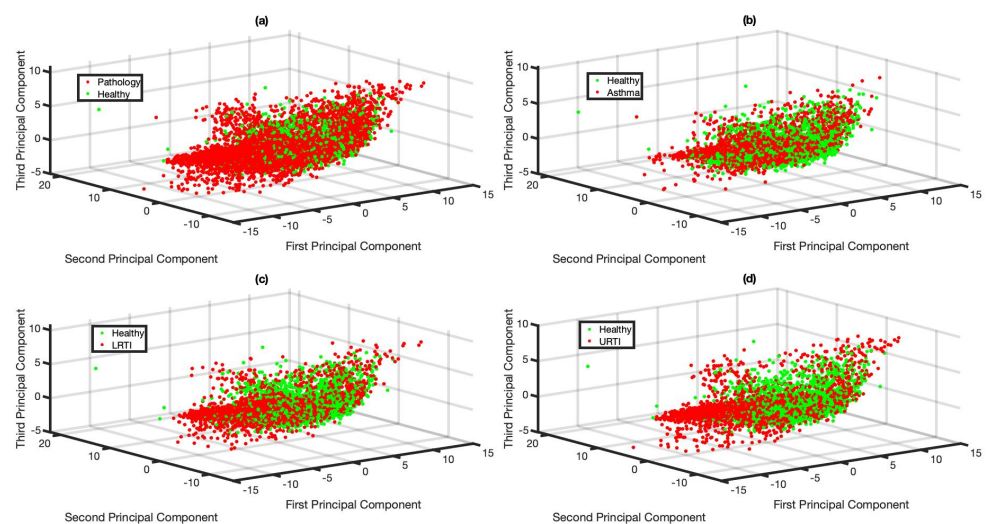 (a)
Third Principal Component
10
5
0
-5
Pathology
Healthy
20
10
0
-10
-15
-10
-5
0
5
10
15
Second Principal Component
First Principal Component
(b)
Third Principal Component
10
5
0
-5
Healthy
Asthma
20
10
0
-10
-15
-10
-5
0
5
10
15
Second Principal Component
First Principal Component
(c)
Third Principal Component
10
5
0
-5
Healthy
LRTI
20
10
0
-10
-15
-10
-5
0
5
10
15
Second Principal Component
First Principal Component
(d)
Third Principal Component
10
5
0
-5
Healthy
URTI
20
10
0
-10
-15
-10
-5
0
5
10
15
Second Principal Component
First Principal Component